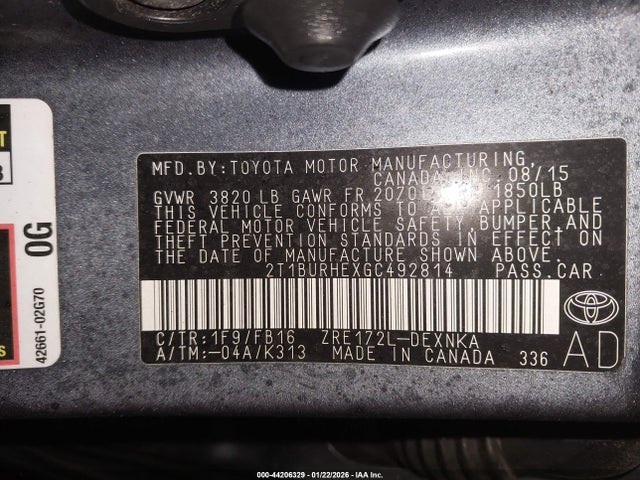 MFD.BY:TOYOTA MOTOR MANUFACTURING,
CANADA INC. 08/15
GVWR 3820 LB GAWR FR 2070 1850LB
THIS VEHICLE CONFORMS TO ALL APPLICABLE
FEDERAL MOTOR VEHICLE SAFETY, BUMPER, AND
THEFT PREVENTION STANDARDS IN EFFECT ON
THE DATE OF MANUFACTURE SHOWN ABOVE.
2T1BURHEXGC492814 PASS.CAR
C/TR:1F9/FB16 ZRE172L-DEXNKA
A/TM:-04A/K313 MADE IN CANADA 336
AD
0G
42661-02G70
000-44206329 - 01/22/2026 - IAA Inc.